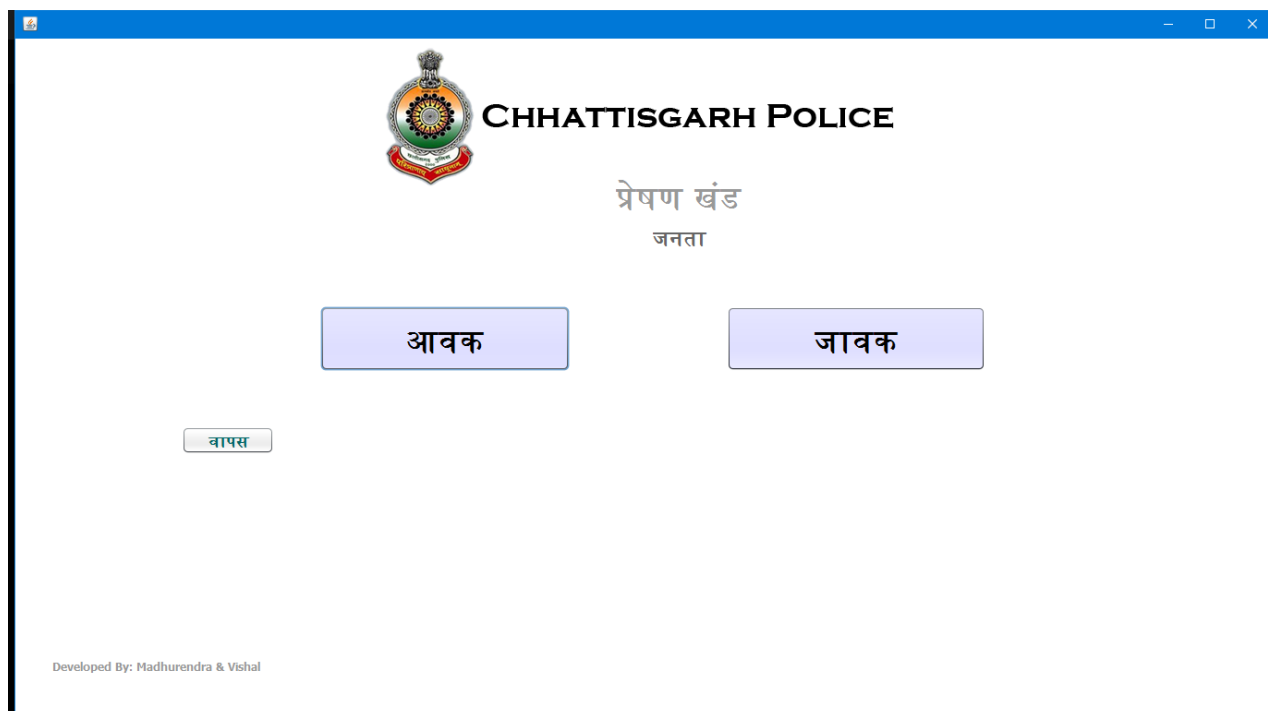 CHHATTISGARH POLICE
प्रेषण खंड
जनता
आवक
जावक
वापस
Developed By: Madhurendra & Vishal